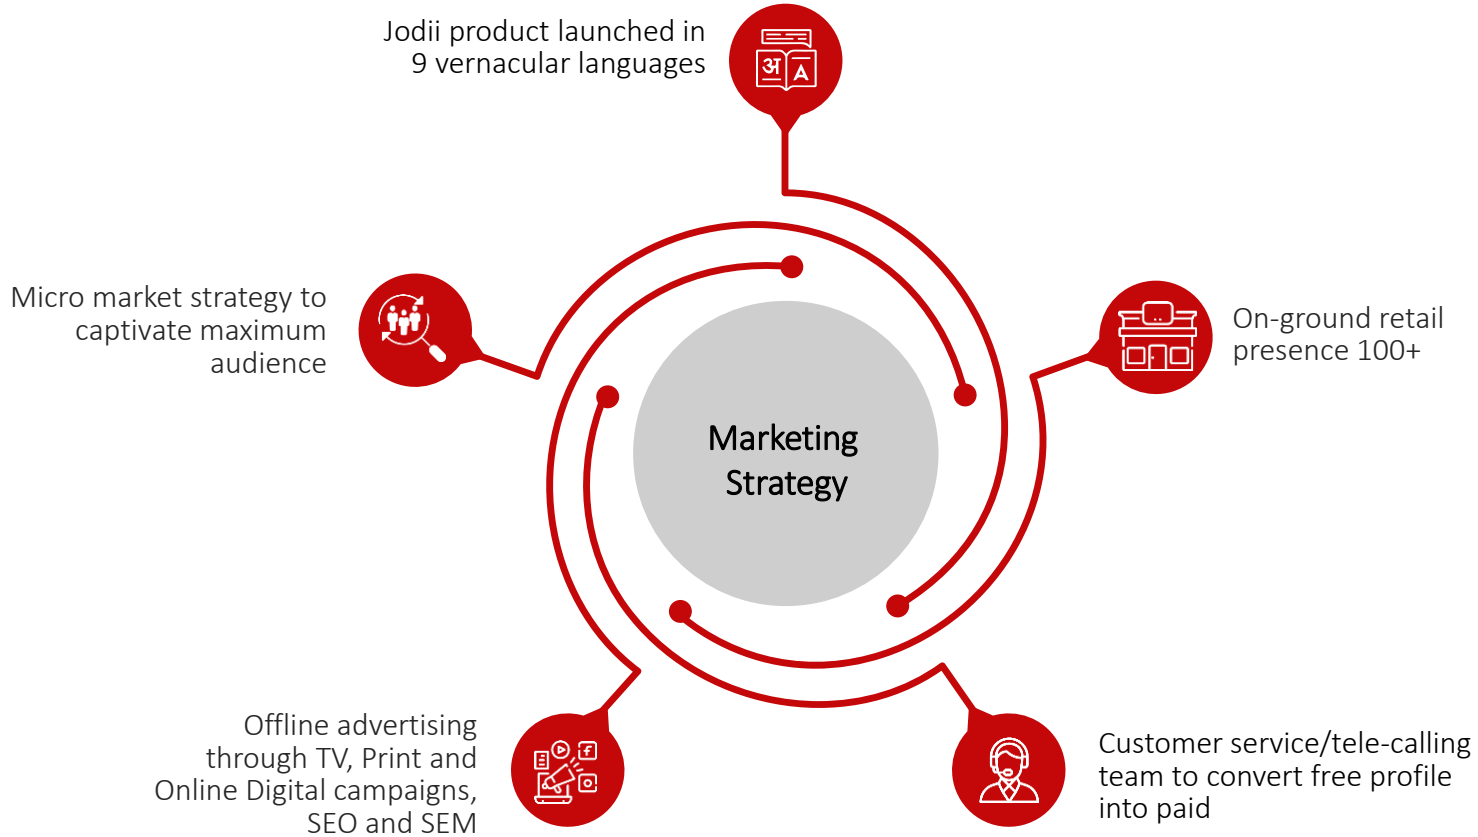 Jodii product launched in
9 vernacular languages
अ
A
Micro market strategy to
captivate maximum
audience
On-ground retail
presence 100+
Marketing
Strategy
Offline advertising
through TV, Print and
Online Digital campaigns,
SEO and SEM
f
Customer service/tele-calling
team to convert free profile
into paid